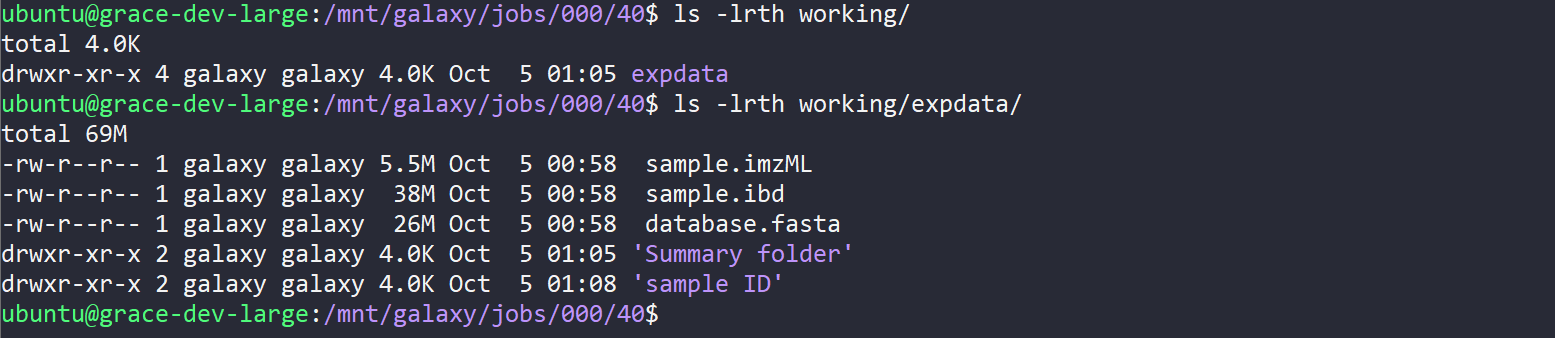 ubuntu@grace-dev-large:/mnt/galaxy/jobs/000/40$ ls -lrth working/
total 4.0K
drwxr-xr-x 4 galaxy galaxy 4.0K Oct  5 01:05 expdata
ubuntu@grace-dev-large:/mnt/galaxy/jobs/000/40$ ls -lrth working/expdata/
total 69M
-rw-r--r-- 1 galaxy galaxy 5.5M Oct  5 00:58  sample.imzML
-rw-r--r-- 1 galaxy galaxy  38M Oct  5 00:58  sample.ibd
-rw-r--r-- 1 galaxy galaxy  26M Oct  5 00:58  database.fasta
drwxr-xr-x 2 galaxy galaxy 4.0K Oct  5 01:05 'Summary folder'
drwxr-xr-x 2 galaxy galaxy 4.0K Oct  5 01:08 'sample ID'
ubuntu@grace-dev-large:/mnt/galaxy/jobs/000/40$